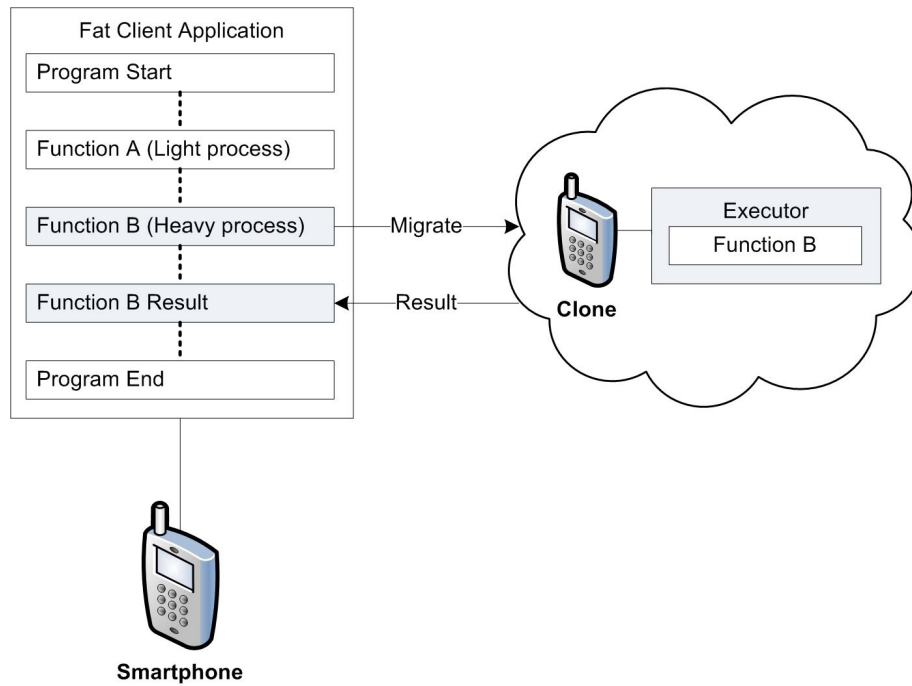 Fat Client Application
Program Start
Function A (Light process)
Function B (Heavy process)
Migrate
Function B Result
Result
Program End
Smartphone
Clone
Executor
Function B